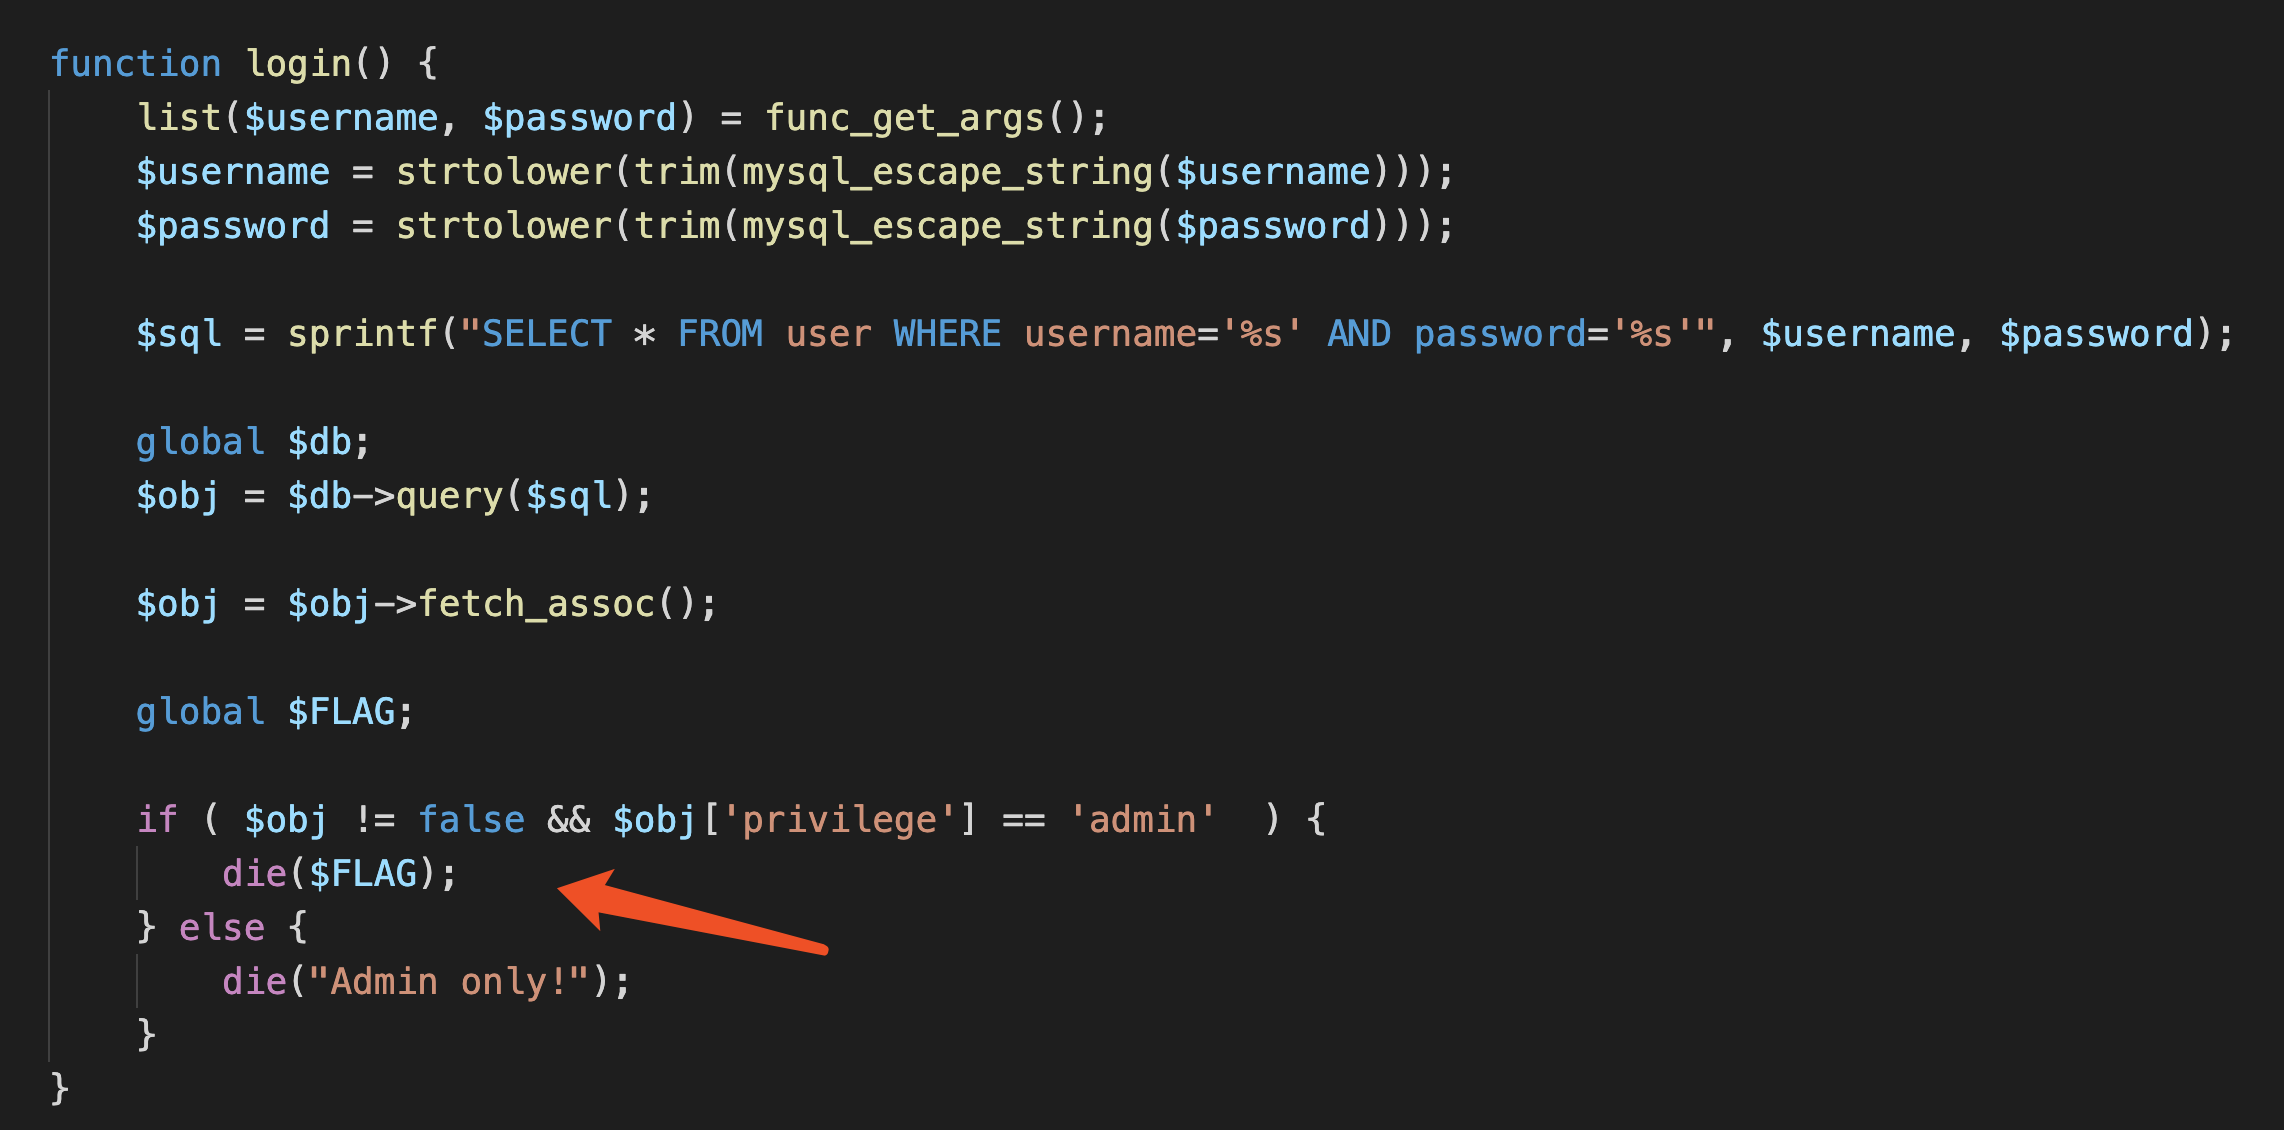 function login() {
    list($username, $password) = func_get_args();
    $username = strtolower(trim(mysql_escape_string($username)));
    $password = strtolower(trim(mysql_escape_string($password)));
    $sql = sprintf("SELECT * FROM user WHERE username='%s' AND password='%s'", $username, $password);
    global $db;
    $obj = $db->query($sql);
    $obj = $obj->fetch_assoc();
    global $FLAG;
    if ( $obj != false && $obj['privilege'] == 'admin'  ) {
        die($FLAG);
    } else {
        die("Admin only!");
    }
}